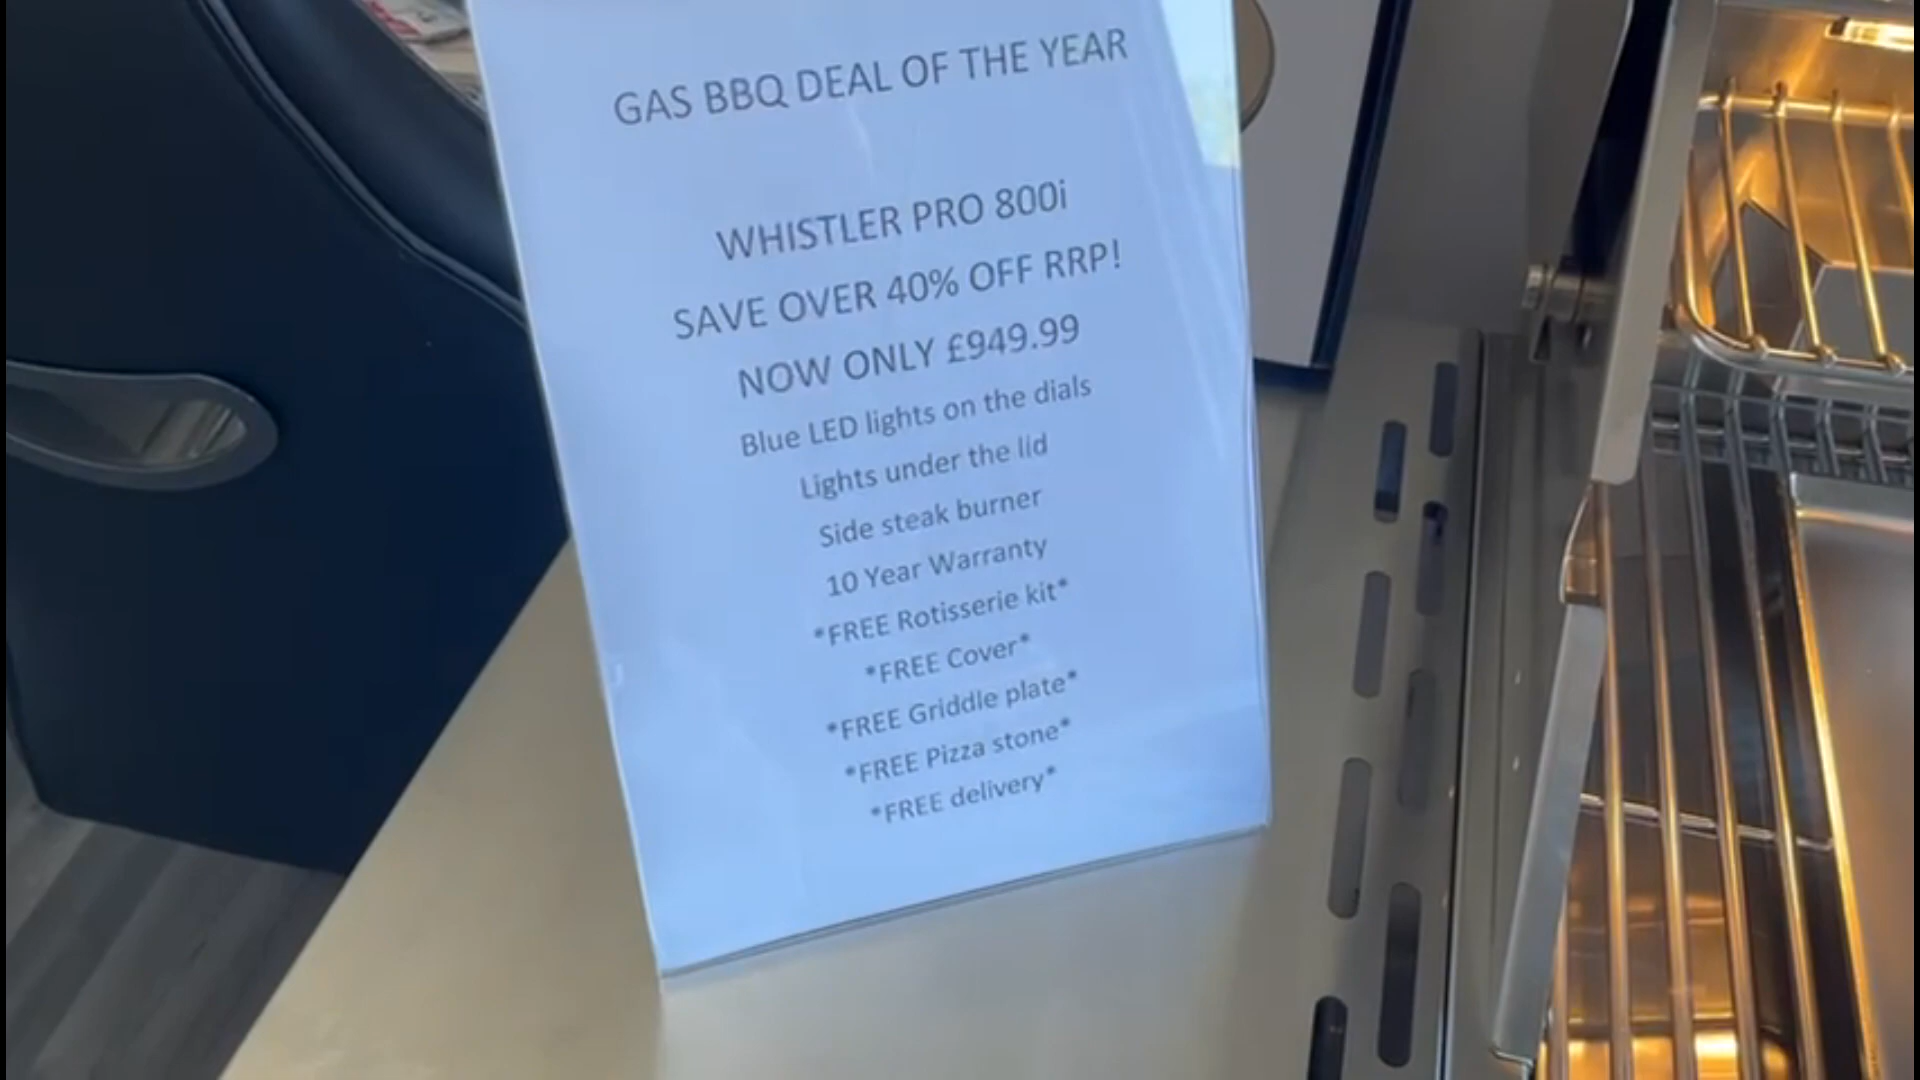 GAS BBQ DEAL OF THE YEAR
WHISTLER PRO 800i
SAVE OVER 40% OFF RRP!
NOW ONLY £949.99
Blue LED lights on the dials
Lights under the lid
Side steak burner
10 Year Warranty
*FREE Rotisserie kit*
*FREE Cover*
*FREE Griddle plate*
*FREE Pizza stone*
*FREE delivery*